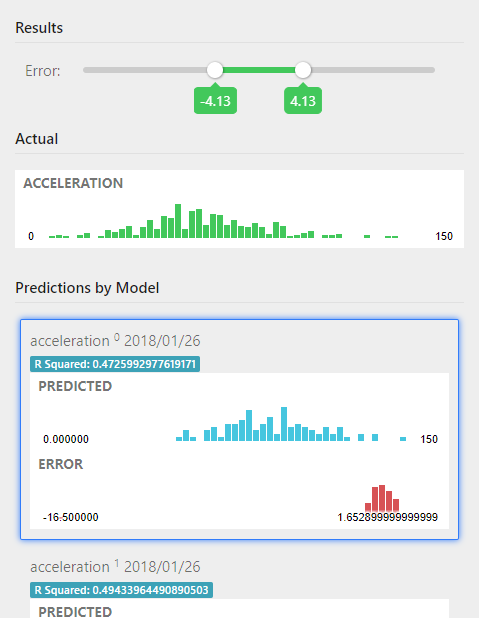 Results
Error:
-4.13 4.13
Actual
ACCELERATION
0 150
Predictions by Model
acceleration 0 2018/01/26
R Squared: 0.4725992977619171
PREDICTED
0.000000 150
ERROR
-16.500000 1.652899999999999
acceleration 1 2018/01/26
R Squared: 0.49433964490890503
PREDICTED